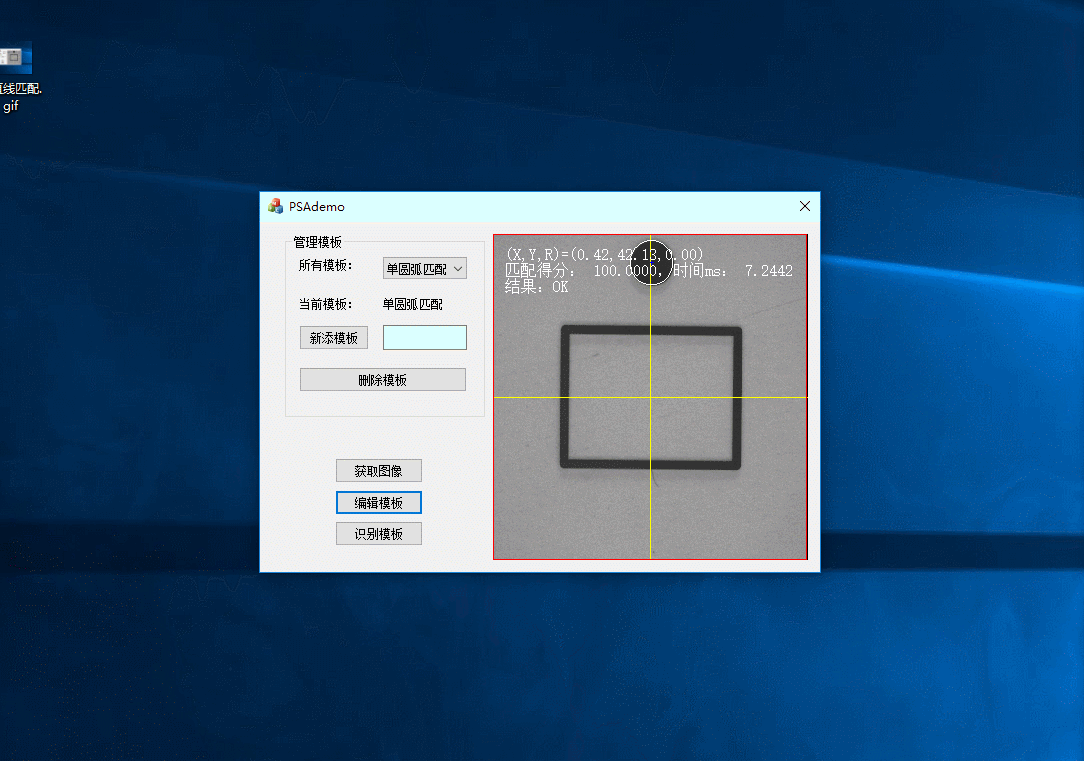 线匹配.
gif
PSAdemo
管理模板
所有模板:
单圆弧匹配
当前模板:
单圆弧匹配
新添模板
删除模板
获取图像
编辑模板
识别模板
(X,Y,R)=(0.42,42.13,0.00)
匹配得分: 100.0000, 时间ms: 7.2442
结果: OK